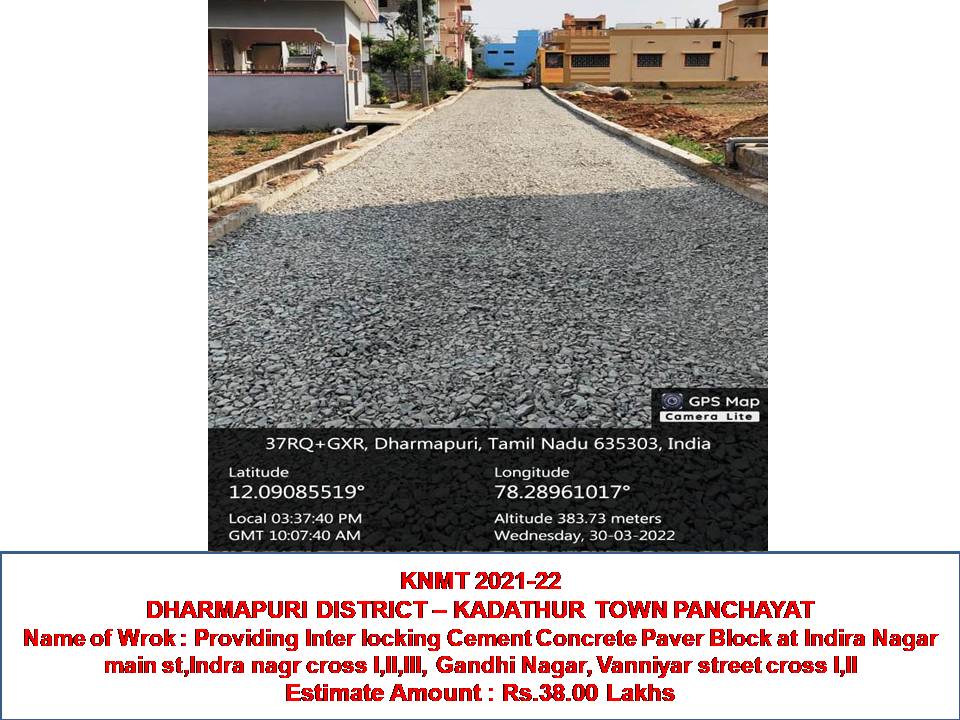 GPS Map
Camera Lite
37RQ+GXR, Dharmapuri, Tamil Nadu 635303, India
Latitude
12.09085519°
Longitude
78.28961017°
Local 03:37:40 PM
GMT 10:07:40 AM
Altitude 383.73 meters
Wednesday, 30-03-2022
KNMT 2021-22
DHARMAPURI DISTRICT – KADATHUR TOWN PANCHAYAT
Name of Wrok : Providing Inter locking Cement Concrete Paver Block at Indira Nagar
main st,Indra nagr cross I,II,III, Gandhi Nagar, Vanniyar street cross I,II
Estimate Amount : Rs.38.00 Lakhs